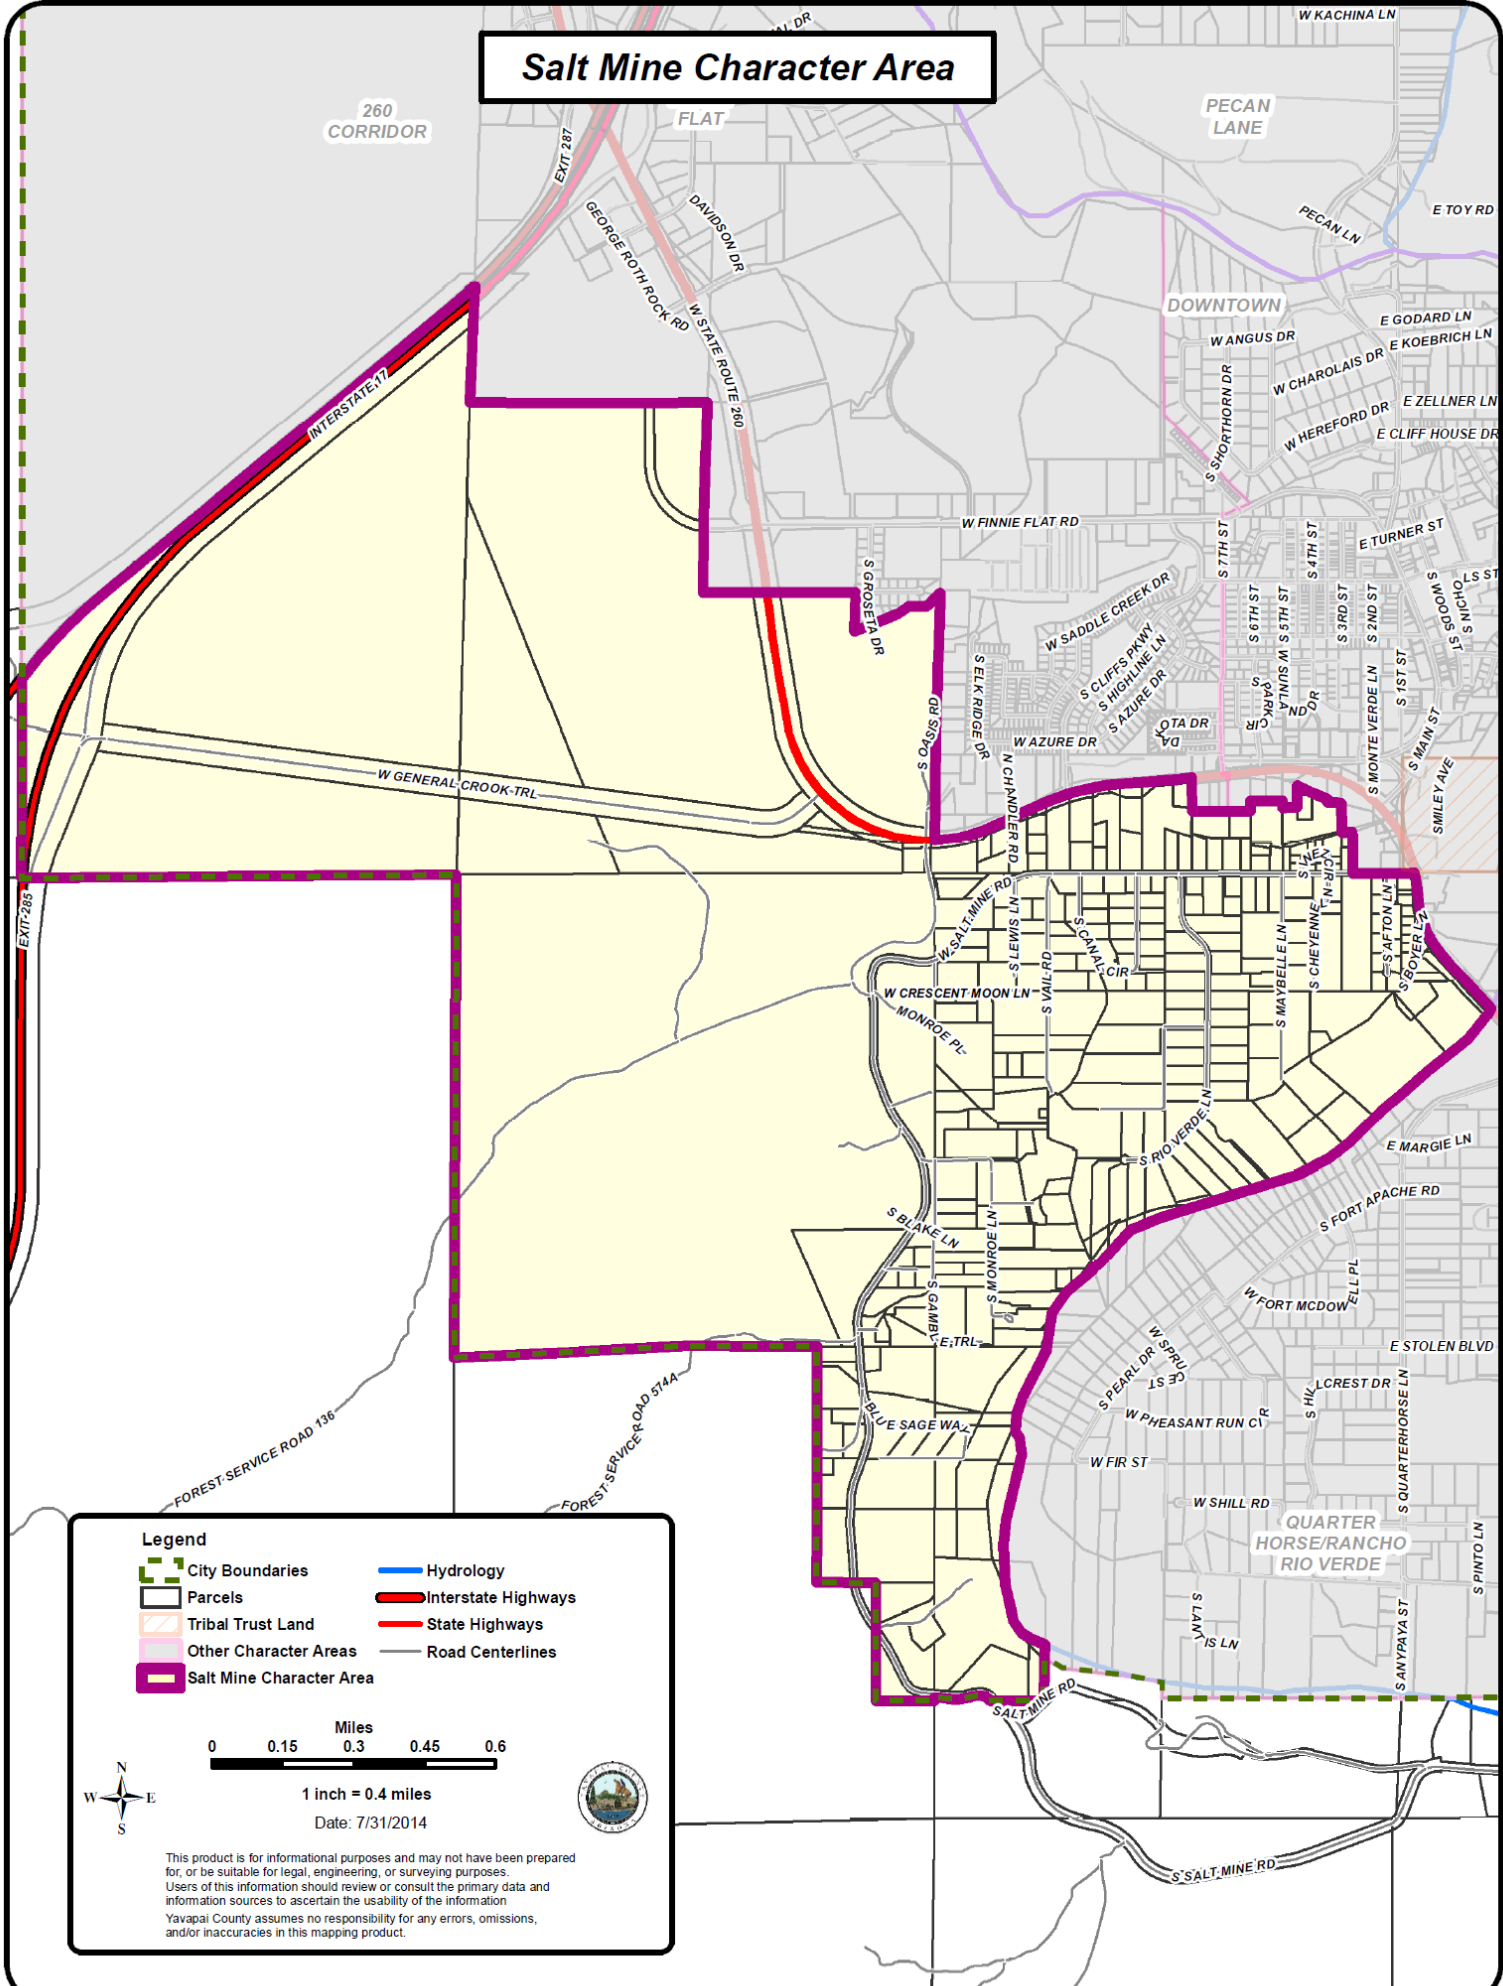 Salt Mine Character Area
W KACHINA LN
260
CORRIDOR
FLAT
PECAN
LANE
EXIT 287
GEORGE ROTH ROCK RD
DAVIDSON DR
W STATE ROUTE 260
PECAN LN
E TOY RD
DOWNTOWN
W ANGUS DR
E GODARD LN
E KOEBRICH LN
W CHAROLAIS DR
S SHORTHORN DR
E ZELLNER LN
W HEREFORD DR
E CLIFF HOUSE DR
INTERSTATE 17
W FINNIE FLAT RD
S 7TH ST
S 4TH ST
E TURNER ST
S GROSETA DR
W SADDLE CREEK DR
S 6TH ST
S 5TH ST
S 3RD ST
S 2ND ST
S WOODS ST
S NICHOLS ST
S CLIFFS PKWY
S HIGHLINE LN
S AZURE DR
S ELK RIDGE DR
S OASIS RD
W AZURE DR
DAKOTA DR
S PARK CIR
W SUNLAND DR
S MONTE VERDE LN
S 1ST ST
S MAIN ST
SMILEY AVE
N CHANDLER RD
W GENERAL CROOK TRL
EXIT 285
W SALT MINE RD
S LEWIS LN
S VAIL RD
S CANAL CIR
S MAYBELLE LN
S CHEYENNE
S AFTON LN
S BOYER LN
W CRESCENT MOON LN
MONROE PL
S RIO VERDE LN
E MARGIE LN
S FORT APACHE RD
S BLAKE LN
S MONROE LN
S GAMBLE TRL
W FORT MCDOWELL PL
E STOLEN BLVD
W SPRUCE ST
S PEARL DR
S HILLCREST DR
W PHEASANT RUN CIR
S QUARTERHORSE LN
BLUE SAGE WAY
W FIR ST
W SHILL RD
QUARTER
HORSE/RANCHO
RIO VERDE
S PINTO LN
FOREST SERVICE ROAD 136
FOREST SERVICE ROAD 574A
S LANNIS LN
S ANYPAYA ST
SALT MINE RD
S SALT MINE RD
Legend
City Boundaries
Parcels
Tribal Trust Land
Other Character Areas
Salt Mine Character Area
Hydrology
Interstate Highways
State Highways
Road Centerlines
Miles
0 0.15 0.3 0.45 0.6
1 inch = 0.4 miles
Date: 7/31/2014
N
W E
S
This product is for informational purposes and may not have been prepared
for, or be suitable for legal, engineering, or surveying purposes.
Users of this information should review or consult the primary data and
information sources to ascertain the usability of the information
Yavapai County assumes no responsibility for any errors, omissions,
and/or inaccuracies in this mapping product.